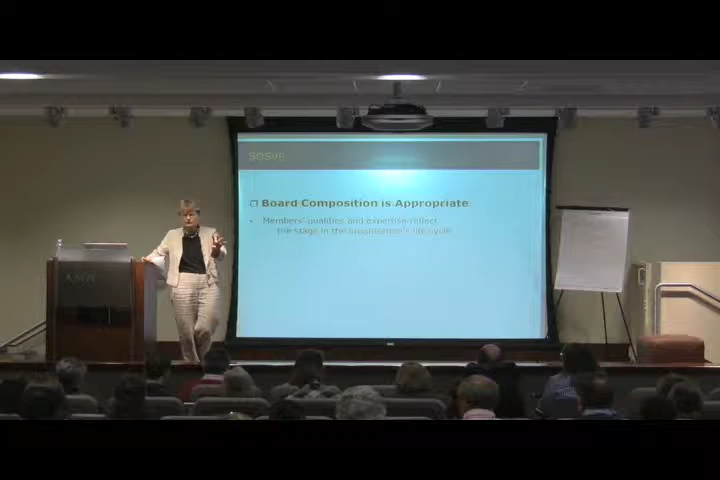 Board Composition is Appropriate
Members' qualities and expertise reflect
the stage in the organization's life cycle